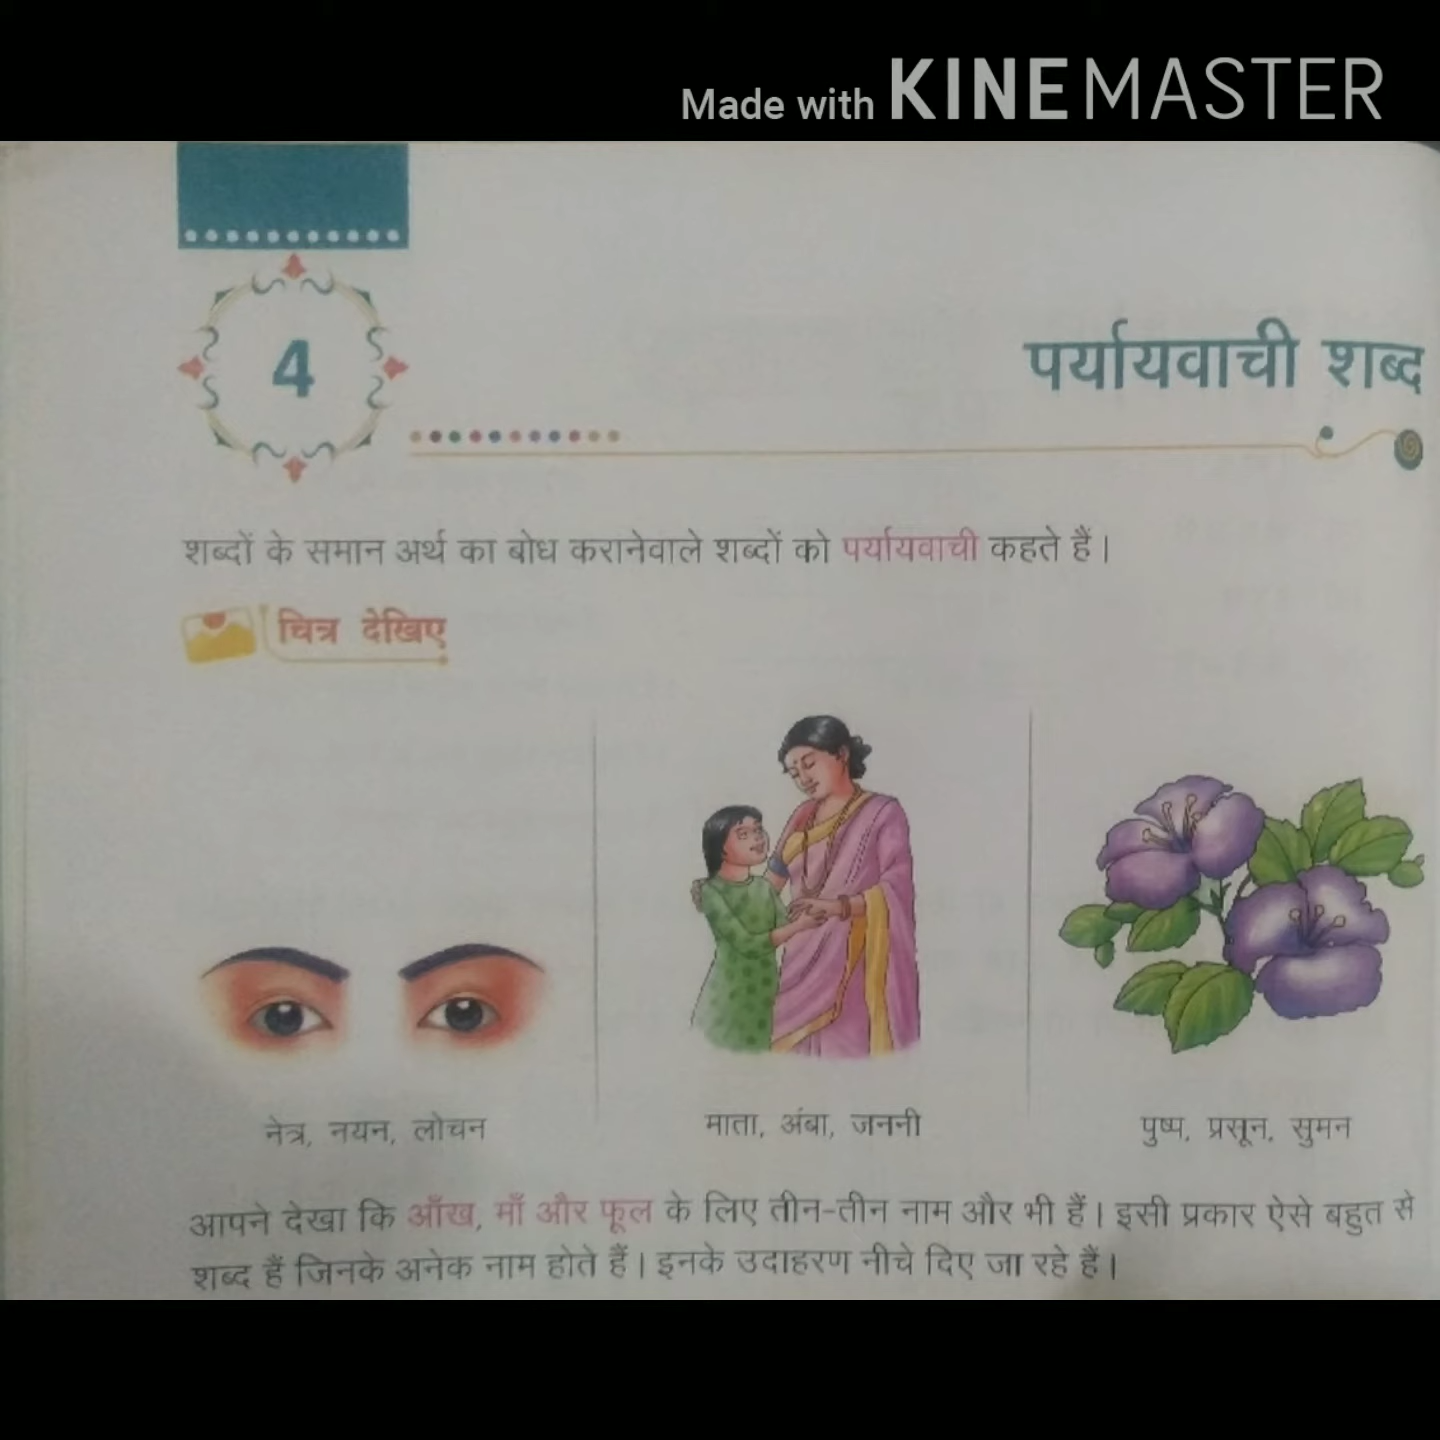 Made with KINEMASTER
4
पर्यायवाची शब्द
शब्दों के समान अर्थ का बोध करानेवाले शब्दों को पर्यायवाची कहते हैं।
चित्र देखिए
नेत्र, नयन, लोचन
माता, अंबा, जननी
पुष्प, प्रसून, सुमन
आपने देखा कि आँख, माँ और फूल के लिए तीन-तीन नाम और भी हैं। इसी प्रकार ऐसे बहुत से
शब्द हैं जिनके अनेक नाम होते हैं। इनके उदाहरण नीचे दिए जा रहे हैं।